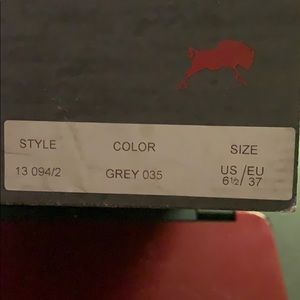 STYLE COLOR SIZE
13 094/2 GREY 035 US/EU
6½/37